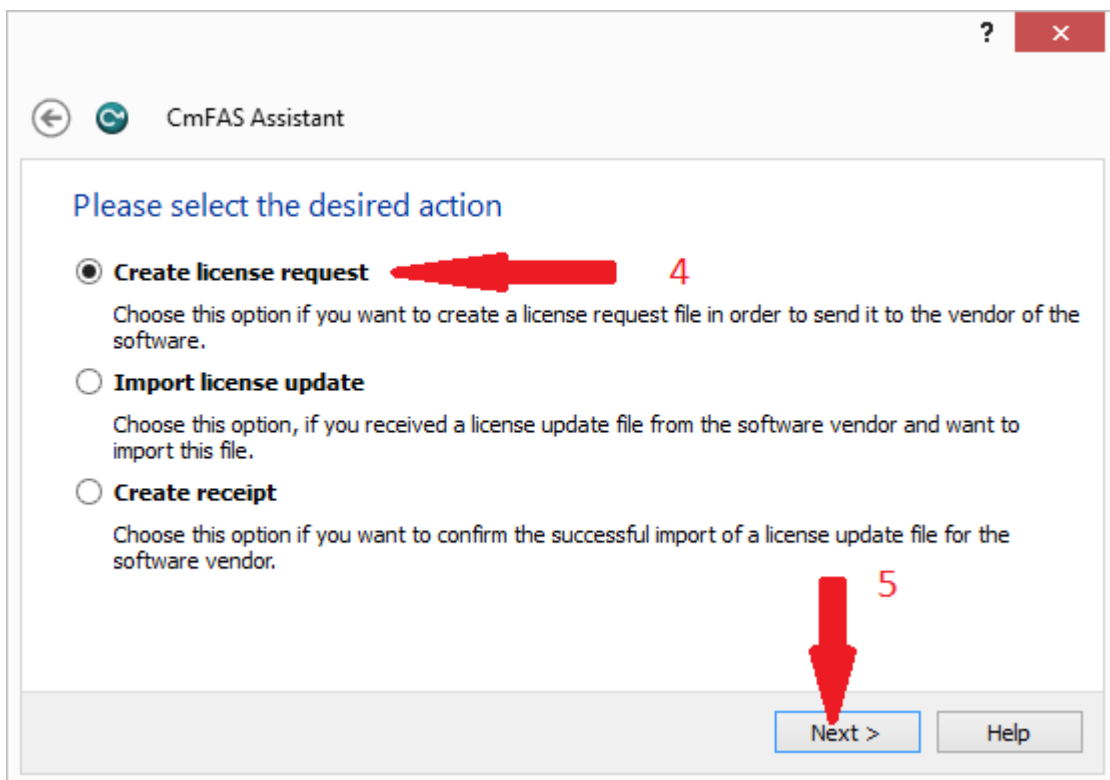 ?
CmFAS Assistant
Please select the desired action
Create license request
4
Choose this option if you want to create a license request file in order to send it to the vendor of the
software.
Import license update
Choose this option, if you received a license update file from the software vendor and want to
import this file.
Create receipt
Choose this option if you want to confirm the successful import of a license update file for the
software vendor.
5
Next >
Help